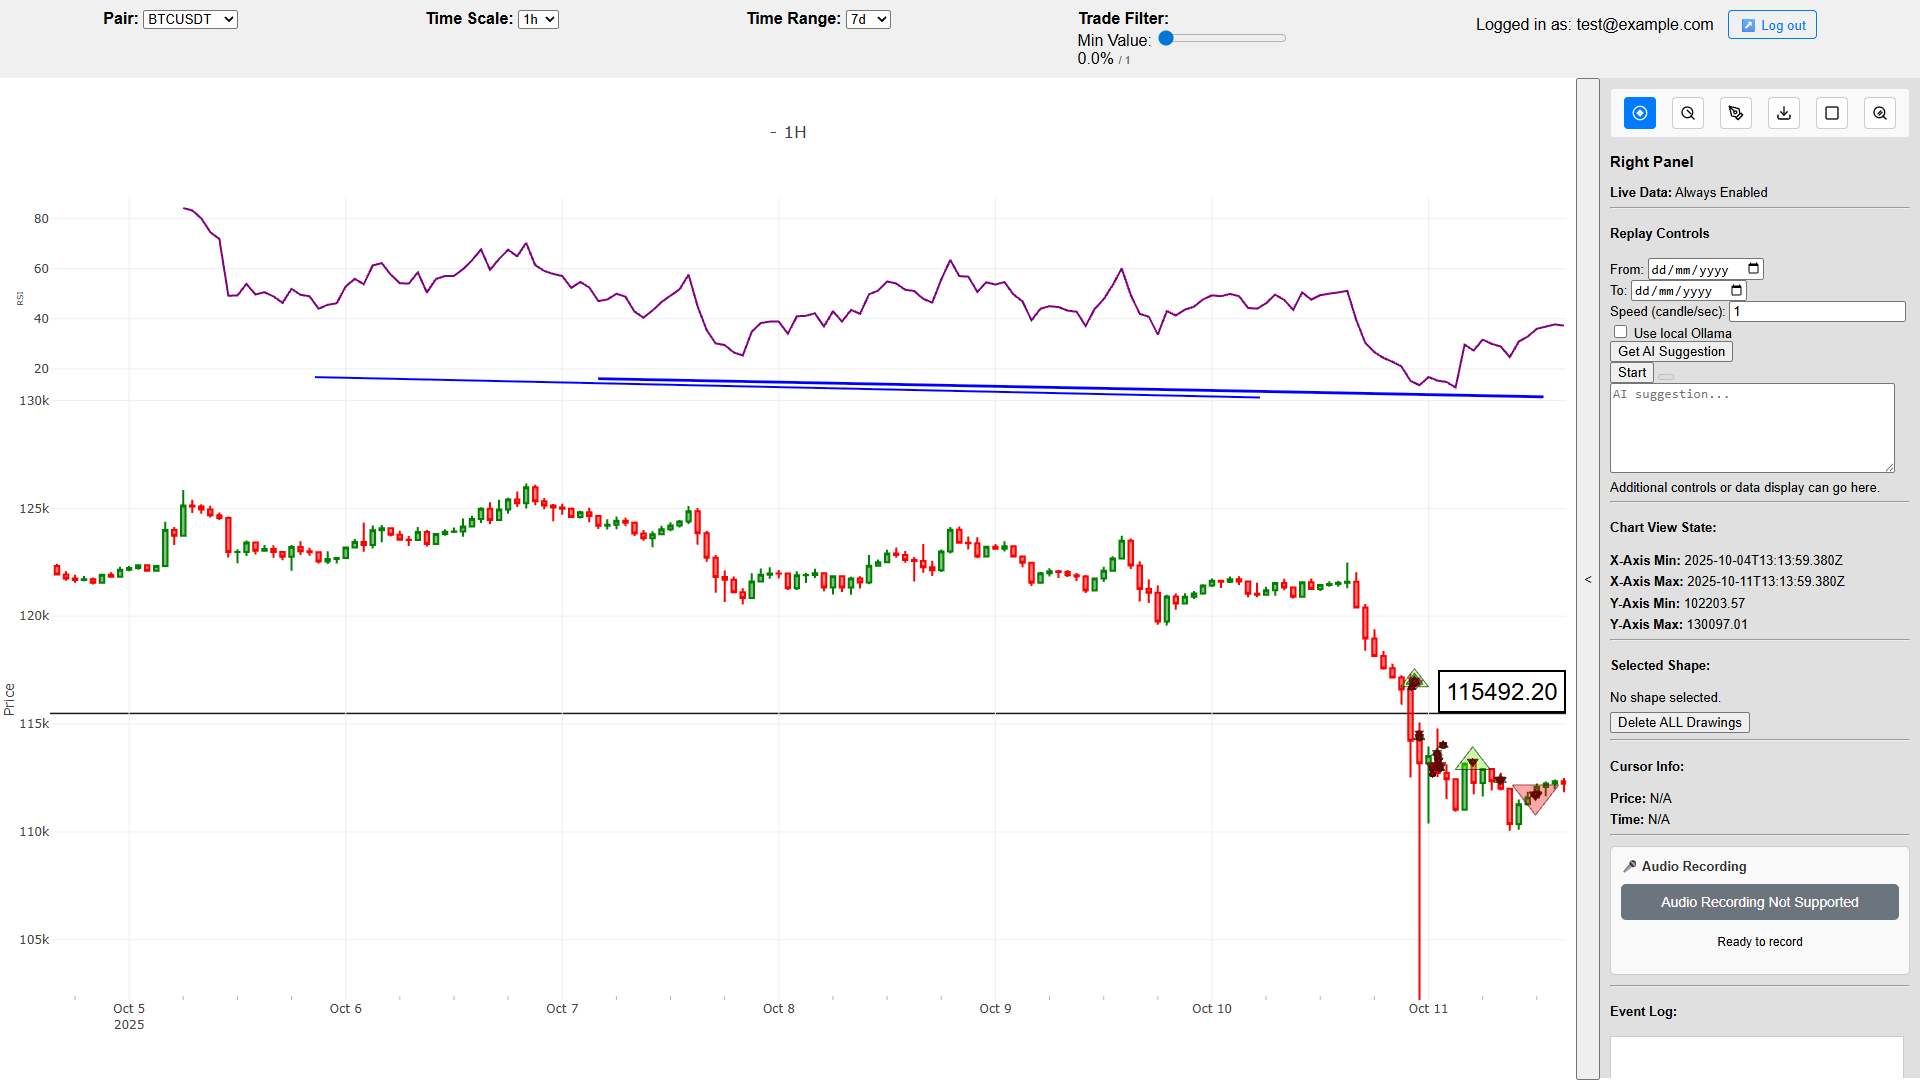 Pair: BTCUSDT
Time Scale: 1h
Time Range: 7d
Trade Filter:
Min Value:
0.0% / 1
Logged in as: test@example.com
Log out
- 1H
80
60
40
20
RSI
130k
125k
120k
115k
110k
105k
Price
115492.20
Oct 5
2025
Oct 6
Oct 7
Oct 8
Oct 9
Oct 10
Oct 11
<
Right Panel
Live Data: Always Enabled
Replay Controls
From: dd/mm/yyyy
To: dd/mm/yyyy
Speed (candle/sec): 1
Use local Ollama
Get AI Suggestion
Start
AI suggestion...
Additional controls or data display can go here.
Chart View State:
X-Axis Min: 2025-10-04T13:13:59.380Z
X-Axis Max: 2025-10-11T13:13:59.380Z
Y-Axis Min: 102203.57
Y-Axis Max: 130097.01
Selected Shape:
No shape selected.
Delete ALL Drawings
Cursor Info:
Price: N/A
Time: N/A
Audio Recording
Audio Recording Not Supported
Ready to record
Event Log: